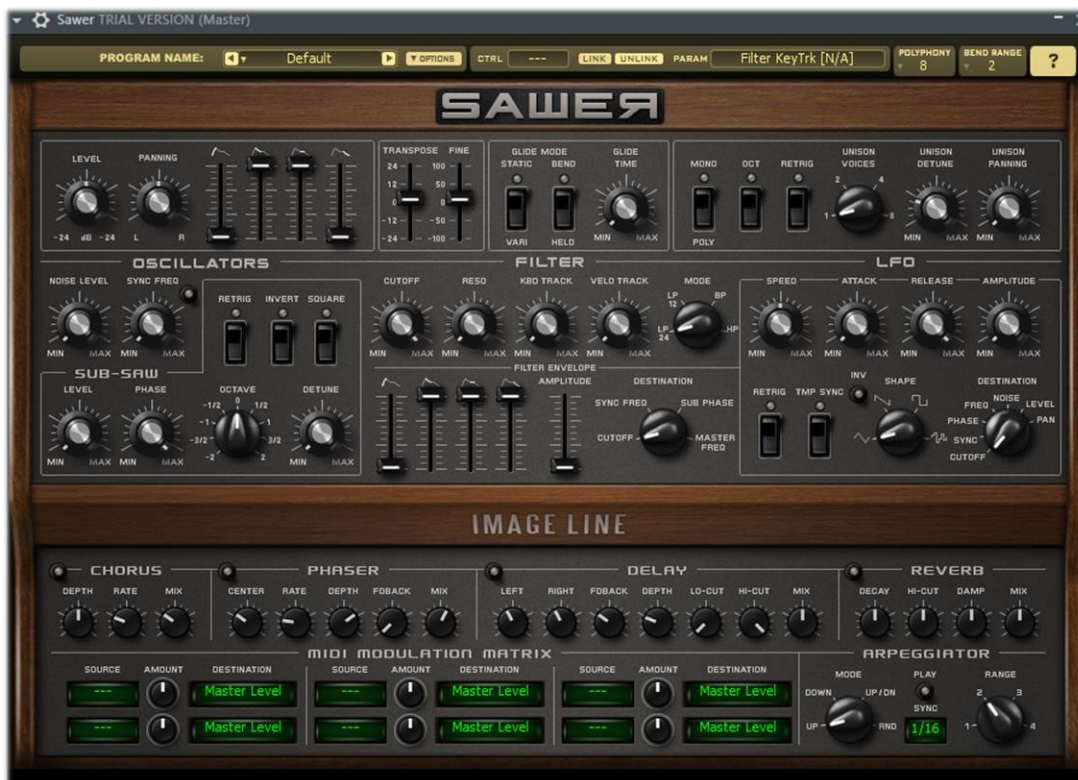 Sawer TRIAL VERSION (Master)
PROGRAM NAME: Default OPTIONS CTRL --- LINK UNLINK PARAM Filter KeyTrk [N/A] POLYPHONY 8 BEND RANGE 2 ?
SAWER
LEVEL PANNING TRANSPOSE FINE GLIDE MODE GLIDE TIME MONO OCT RETRIG UNISON VOICES UNISON DETUNE UNISON PANNING
STATIC BEND
24 12 0 -12 -24 100 50 0 -50 -100
1 2 4 8
-24 dB -24 L R VARI HELD MIN MAX POLY MIN MAX MIN MAX
OSCILLATORS FILTER LFO
NOISE LEVEL SYNC FREQ RETRIG INVERT SQUARE CUTOFF RESO KBD TRACK VELO TRACK MODE SPEED ATTACK RELEASE AMPLITUDE
LP 12 BP LP 24 HP
MIN MAX MIN MAX MIN MAX MIN MAX MIN MAX MIN MAX MIN MAX MIN MAX MIN MAX MIN MAX
SUB-SAW FILTER ENVELOPE
LEVEL PHASE OCTAVE DETUNE AMPLITUDE DESTINATION RETRIG TMP SYNC INV SHAPE DESTINATION
-2 -3/2 -1 -1/2 0 1/2 1 3/2 2
SYNC FREQ SUB PHASE CUTOFF MASTER FREQ
CUTOFF SYNC PHASE FREQ NOISE LEVEL PAN
MIN MAX MIN MAX MIN MAX
IMAGE LINE
CHORUS PHASER DELAY REVERB
DEPTH RATE MIX CENTER RATE DEPTH FDBACK MIX LEFT RIGHT FDBACK DEPTH LO-CUT HI-CUT MIX DECAY HI-CUT DAMP MIX
MIDI MODULATION MATRIX ARPEGGIATOR
SOURCE AMOUNT DESTINATION SOURCE AMOUNT DESTINATION SOURCE AMOUNT DESTINATION MODE PLAY RANGE
--- Master Level --- Master Level --- Master Level DOWN UP/DN 2 3
--- Master Level --- Master Level --- Master Level UP RND SYNC 1/16 1 4